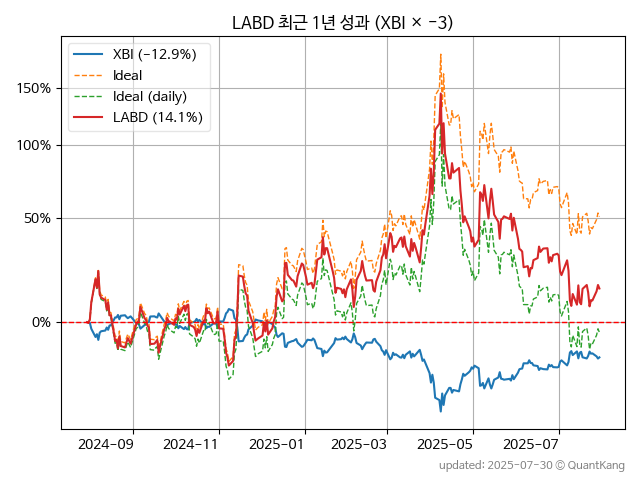 LABD 최근 1년 성과 (XBI × −3)
XBI (−12.9%)
Ideal
Ideal (daily)
LABD (14.1%)
150%
100%
50%
0%
2024-09
2024-11
2025-01
2025-03
2025-05
2025-07
updated: 2025-07-30 © QuantKang